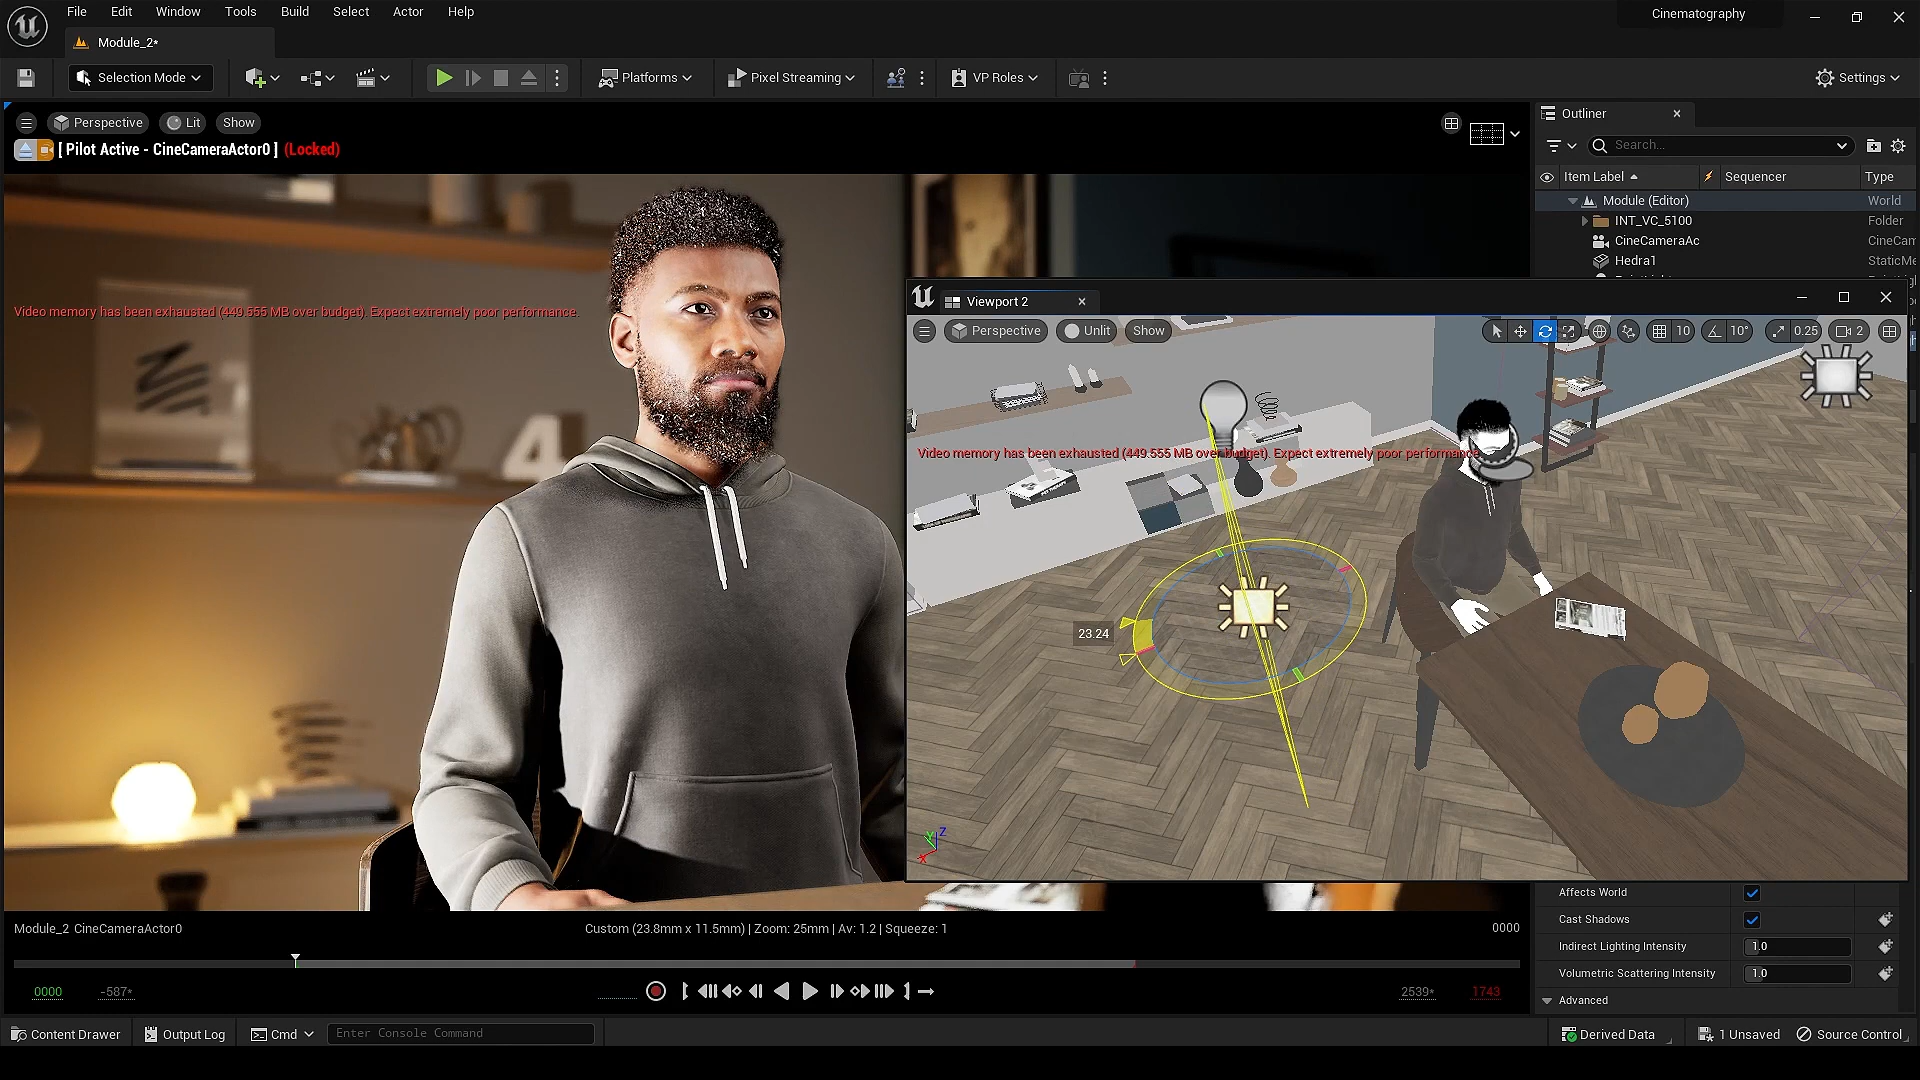 File Edit Window Tools Build Select Actor Help
Cinematography
Module_2*
Selection Mode
Platforms
Pixel Streaming
VP Roles
Settings
Perspective
Lit
Show
[ Pilot Active - CineCameraActor0 ] (Locked)
Outliner
Search...
Item Label
Sequencer
Type
Module (Editor) World
INT_VC_5100 Folder
CineCameraAc CineCam
Hedra1 StaticMe
Video memory has been exhausted (449.555 MB over budget). Expect extremely poor performance.
4
Viewport 2
Perspective
Unlit
Show
10
10°
0.25
2
Video memory has been exhausted (449.555 MB over budget). Expect extremely poor performance
23.24
Y Z
X
Affects World
Cast Shadows
Indirect Lighting Intensity 1.0
Volumetric Scattering Intensity 1.0
Advanced
Module_2 CineCameraActor0
Custom (23.8mm x 11.5mm) | Zoom: 25mm | Av: 1.2 | Squeeze: 1
0000
0000
-587*
2539*
1743
Content Drawer
Output Log
Cmd
Enter Console Command
Derived Data
1 Unsaved
Source Control